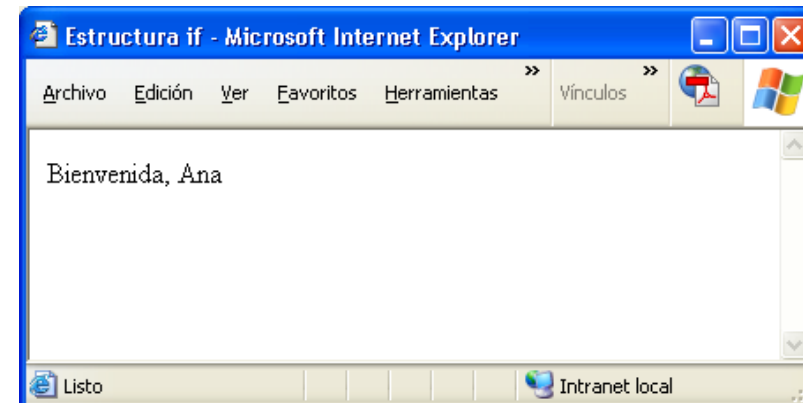 Estructura if - Microsoft Internet Explorer
Archivo Edición Ver Favoritos Herramientas » Vínculos »
Bienvenida, Ana
Listo Intranet local